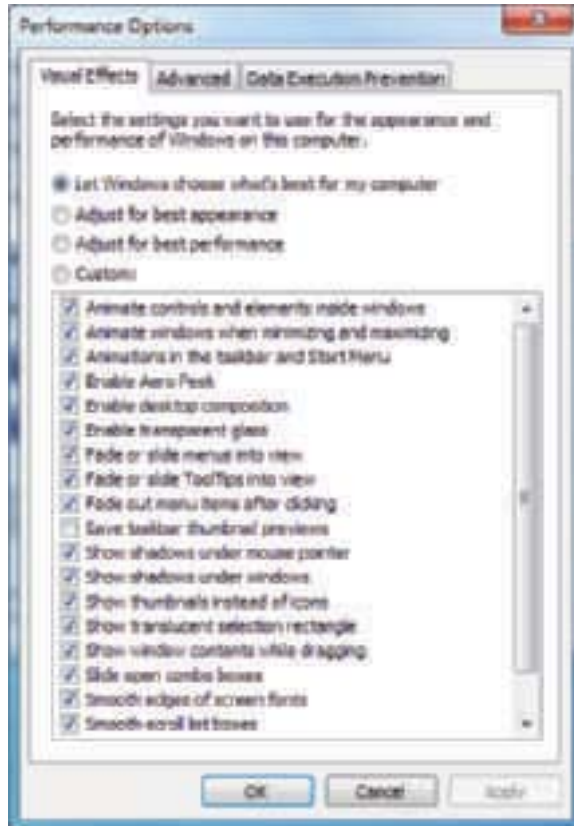 Performance Options
Visual Effects
Advanced
Data Execution Prevention
Select the settings you want to use for the appearance and
performance of Windows on this computer.
Let Windows choose what's best for my computer
Adjust for best appearance
Adjust for best performance
Custom:
Animate controls and elements inside windows
Animate windows when minimizing and maximizing
Animations in the taskbar and Start Menu
Enable Aero Peek
Enable desktop composition
Enable transparent glass
Fade or slide menus into view
Fade or slide ToolTips into view
Fade out menu items after clicking
Save taskbar thumbnail previews
Show shadows under mouse pointer
Show shadows under windows
Show thumbnails instead of icons
Show translucent selection rectangle
Show window contents while dragging
Slide open combo boxes
Smooth edges of screen fonts
Smooth-scroll list boxes
OK
Cancel
Apply